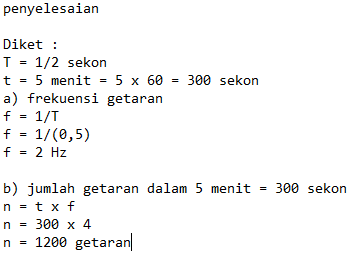 penyelesaian
Diket :
T = 1/2 sekon
t = 5 menit = 5 x 60 = 300 sekon
a) frekuensi getaran
f = 1/T
f = 1/(0,5)
f = 2 Hz
b) jumlah getaran dalam 5 menit = 300 sekon
n = t x f
n = 300 x 4
n = 1200 getaran